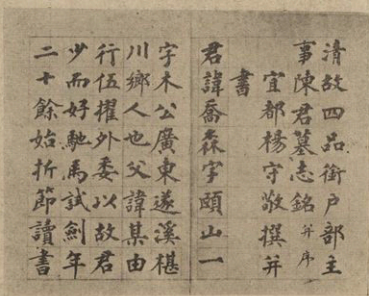 清故四品銜戶部主
事陳君墓志銘并序
宜都楊守敬撰并
書
君諱喬森字頤山一
字木公廣東遂溪椹
川鄉人也父諱某由
行伍擢外委以故君
少而好馳馬試劍年
二十餘始折節讀書